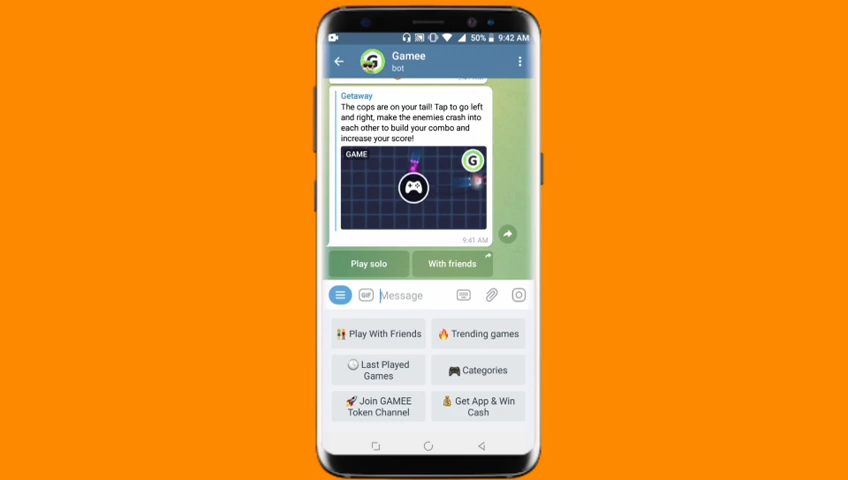 50% 9:42 AM
Gamee
bot
Getaway
The cops are on your tail! Tap to go left
and right, make the enemies crash into
each other to build your combo and
increase your score!
GAME
G
9:41 AM
Play solo
With friends
GIF
Message
Play With Friends
Trending games
Last Played
Games
Categories
Join GAMEE
Token Channel
Get App & Win
Cash